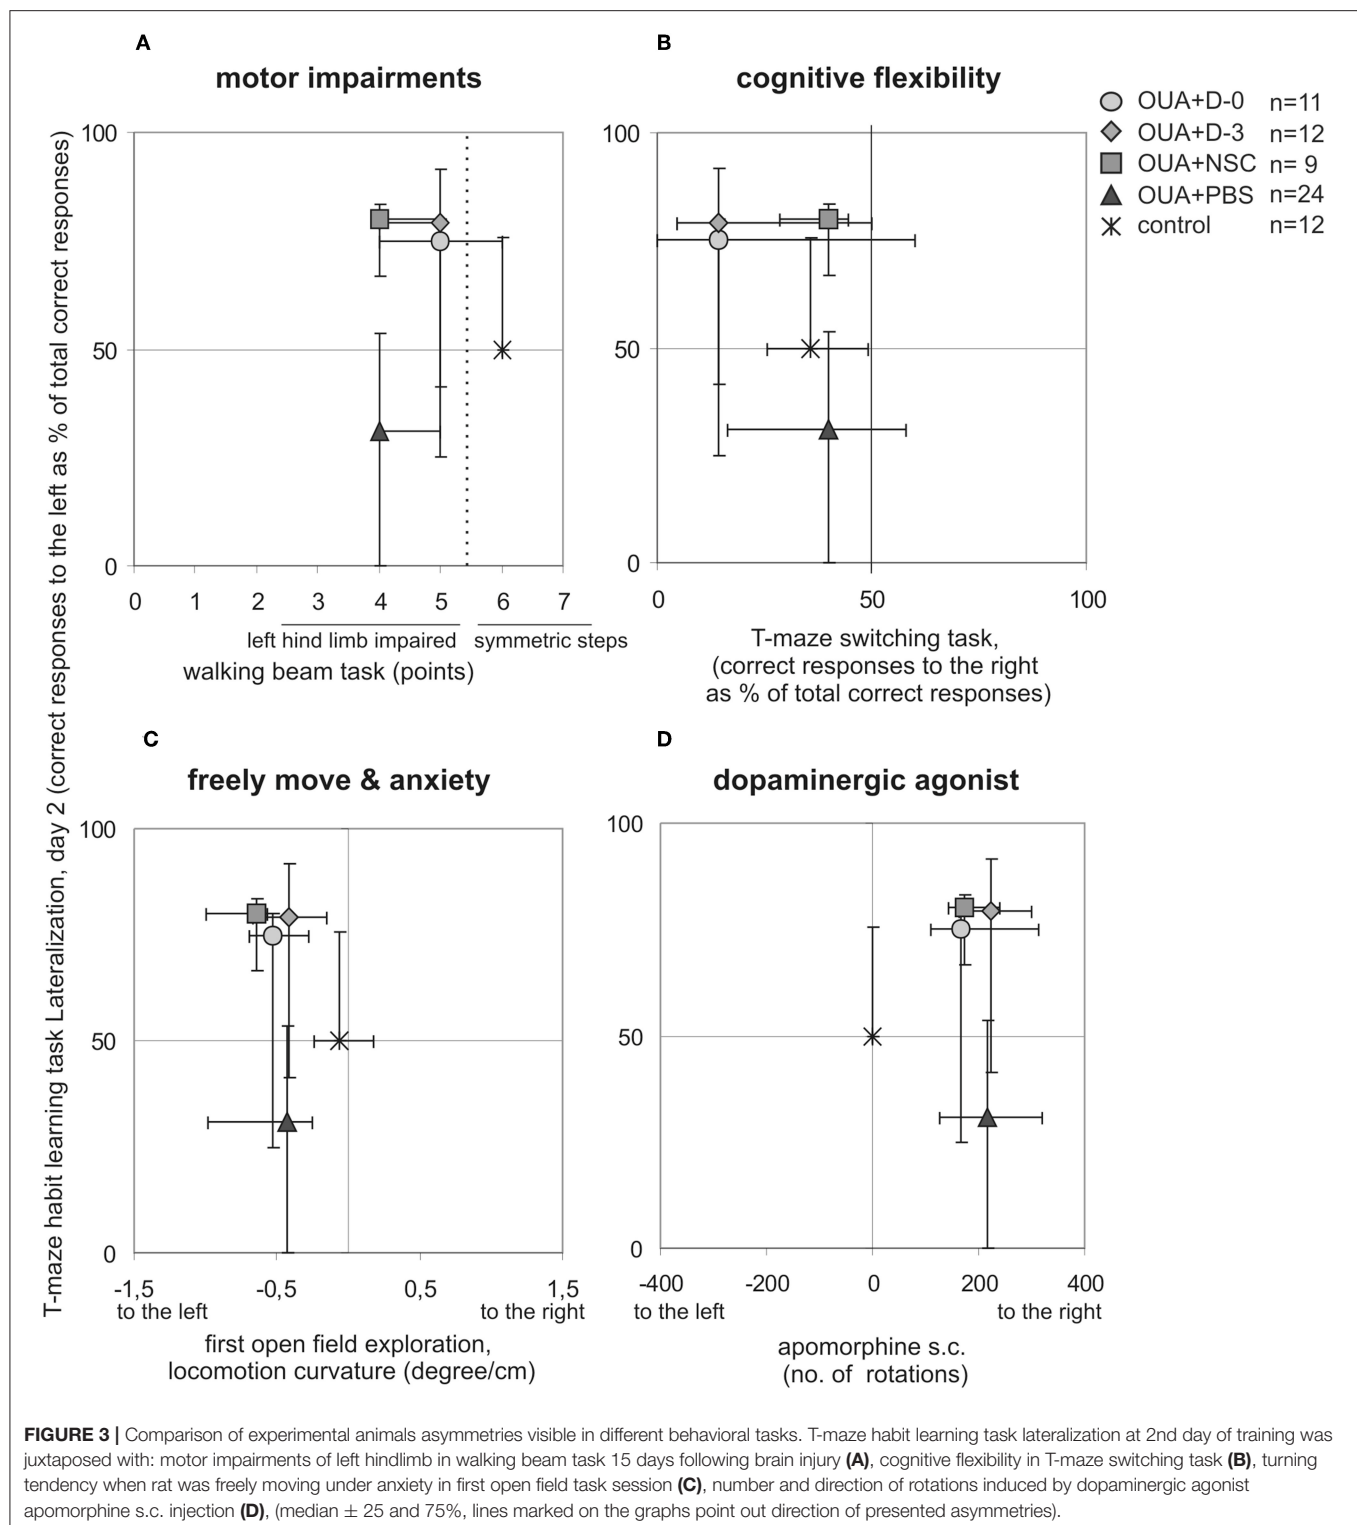 A
motor impairments
B
cognitive flexibility
OUA+D-0 n=11
OUA+D-3 n=12
OUA+NSC n= 9
OUA+PBS n=24
control n=12
T-maze habit learning task Lateralization, day 2 (correct responses to the left as % of total correct responses)
100
50
0
0 1 2 3 4 5 6 7
left hind limb impaired symmetric steps
walking beam task (points)
100
50
0
0 50 100
T-maze switching task,
(correct responses to the right
as % of total correct responses)
C
freely move & anxiety
100
50
0
-1,5 -0,5 0,5 1,5
to the left to the right
first open field exploration,
locomotion curvature (degree/cm)
D
dopaminergic agonist
100
50
0
-400 -200 0 200 400
to the left to the right
apomorphine s.c.
(no. of rotations)
FIGURE 3 | Comparison of experimental animals asymmetries visible in different behavioral tasks. T-maze habit learning task lateralization at 2nd day of training was
juxtaposed with: motor impairments of left hindlimb in walking beam task 15 days following brain injury (A), cognitive flexibility in T-maze switching task (B), turning
tendency when rat was freely moving under anxiety in first open field task session (C), number and direction of rotations induced by dopaminergic agonist
apomorphine s.c. injection (D), (median ± 25 and 75%, lines marked on the graphs point out direction of presented asymmetries).